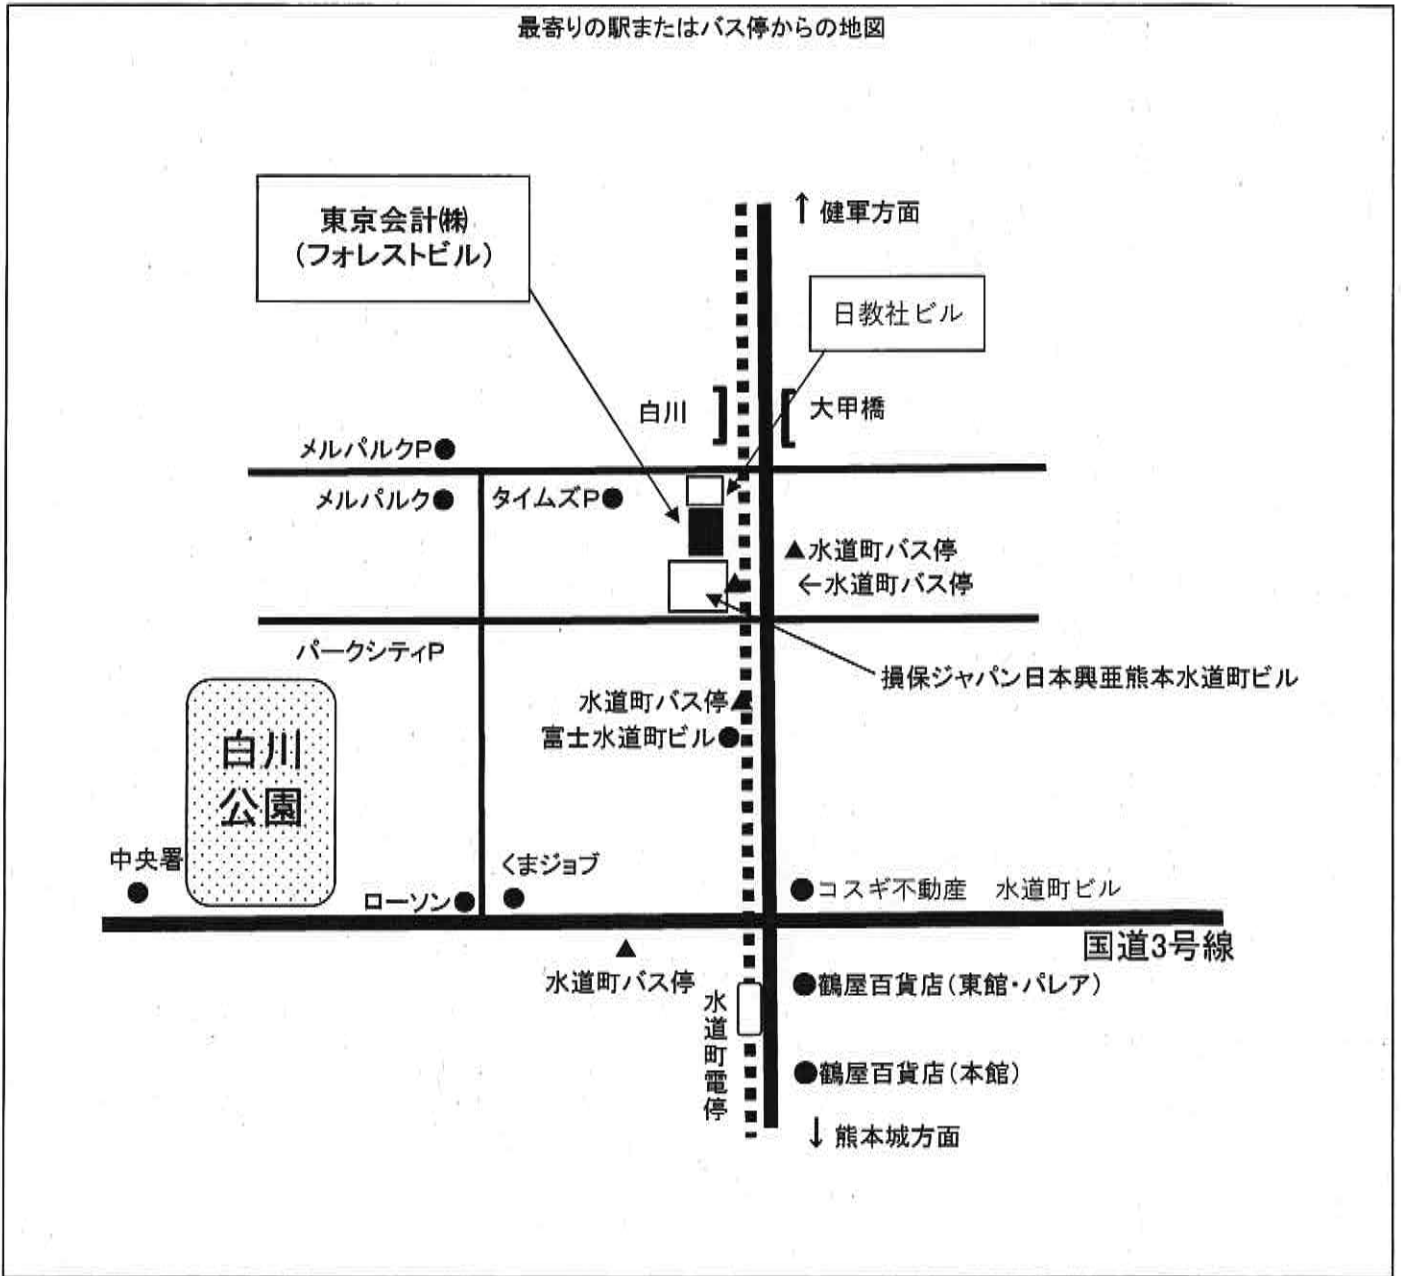 最寄りの駅またはバス停からの地図
東京会計㈱
(フォレストビル)
↑ 健軍方面
日教社ビル
白川
大甲橋
メルパルクP●
メルパルク●
タイムズP●
▲水道町バス停
←水道町バス停
パークシティP
損保ジャパン日本興亜熊本水道町ビル
水道町バス停▲
富士水道町ビル●
白川
公園
中央署
くまジョブ
ローソン●
●コスギ不動産　水道町ビル
国道3号線
水道町バス停
水道町電停
●鶴屋百貨店(東館・パレア)
●鶴屋百貨店(本館)
↓ 熊本城方面